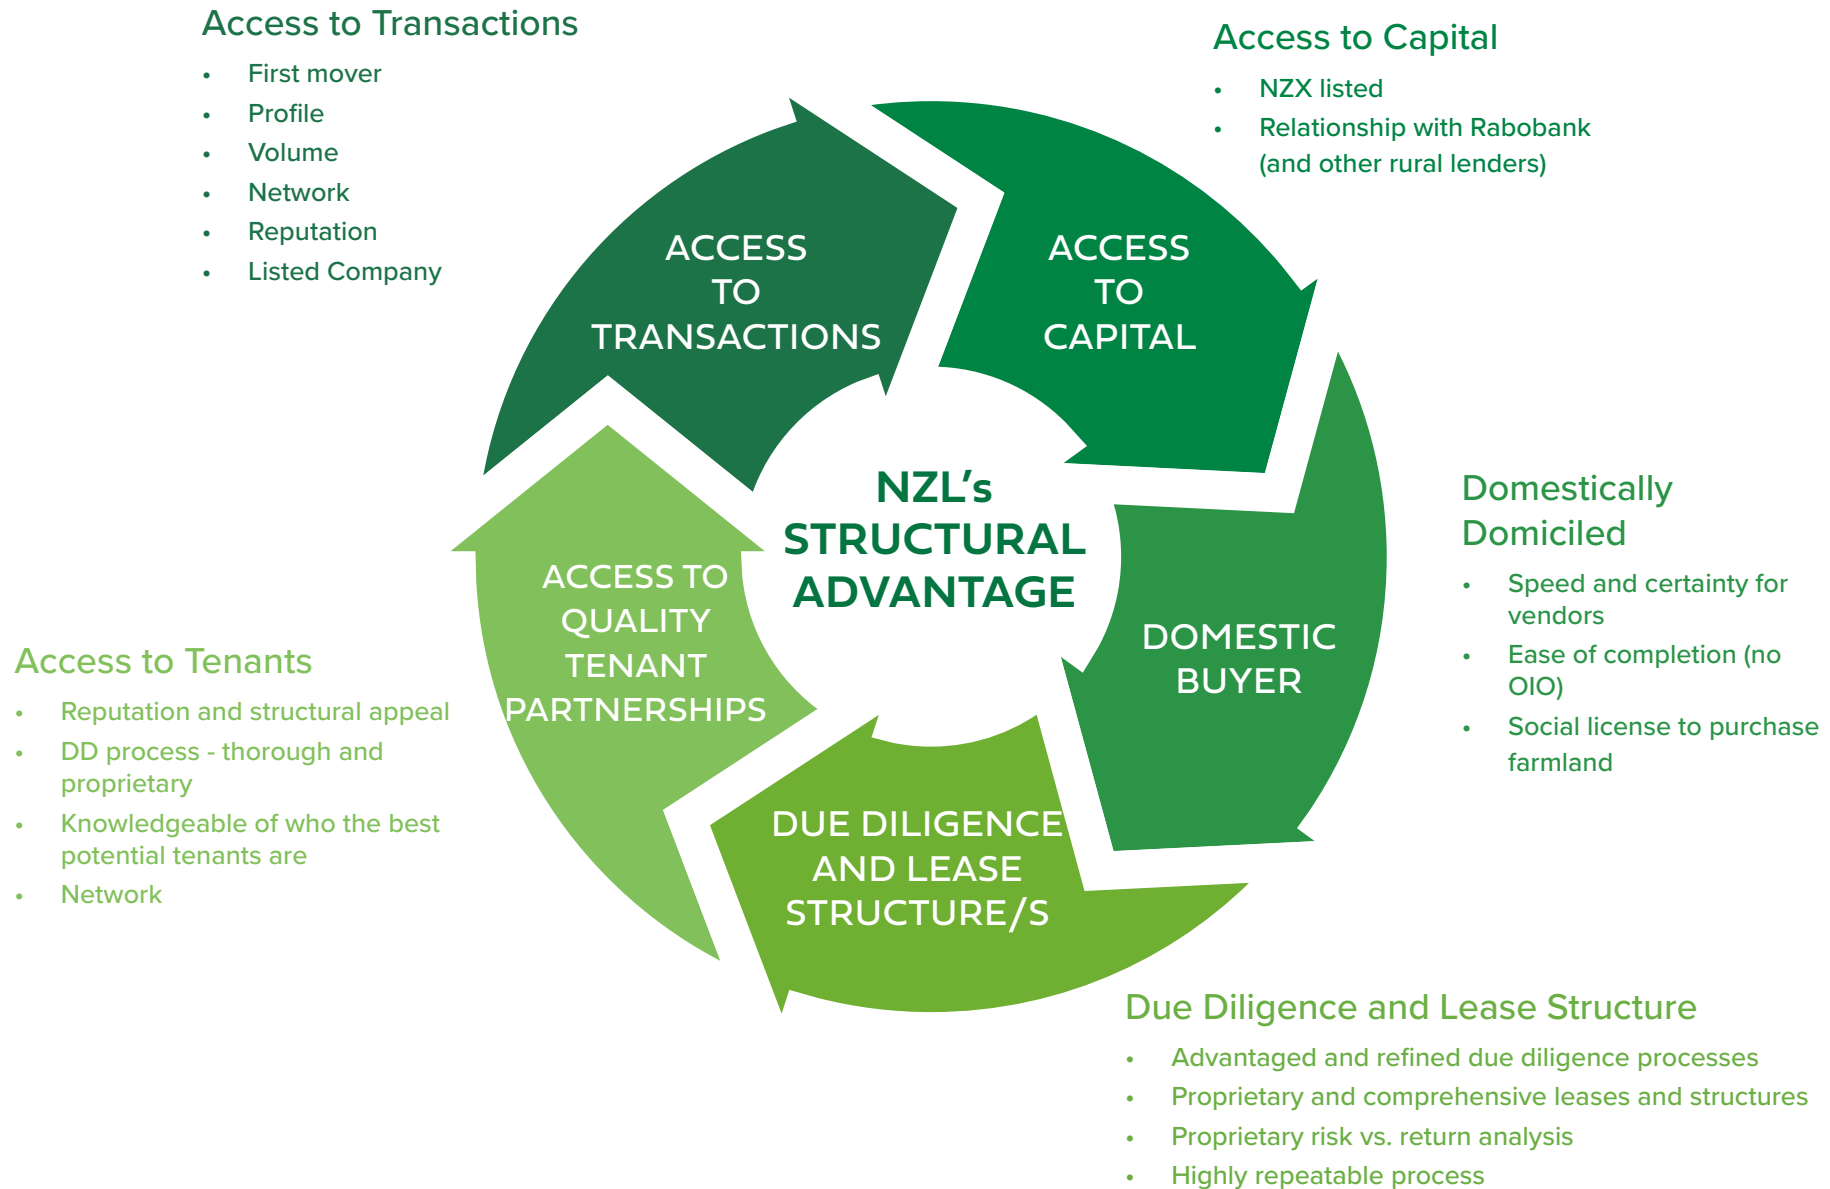 Access to Transactions
• First mover
• Profile
• Volume
• Network
• Reputation
• Listed Company
Access to Capital
• NZX listed
• Relationship with Rabobank
(and other rural lenders)
ACCESS
TO
TRANSACTIONS
ACCESS
TO
CAPITAL
NZL's
STRUCTURAL
ADVANTAGE
Domestically
Domiciled
• Speed and certainty for
vendors
• Ease of completion (no
OIO)
• Social license to purchase
farmland
ACCESS TO
QUALITY
TENANT
PARTNERSHIPS
DOMESTIC
BUYER
Access to Tenants
• Reputation and structural appeal
• DD process - thorough and
proprietary
• Knowledgeable of who the best
potential tenants are
• Network
DUE DILIGENCE
AND LEASE
STRUCTURE/S
Due Diligence and Lease Structure
• Advantaged and refined due diligence processes
• Proprietary and comprehensive leases and structures
• Proprietary risk vs. return analysis
• Highly repeatable process